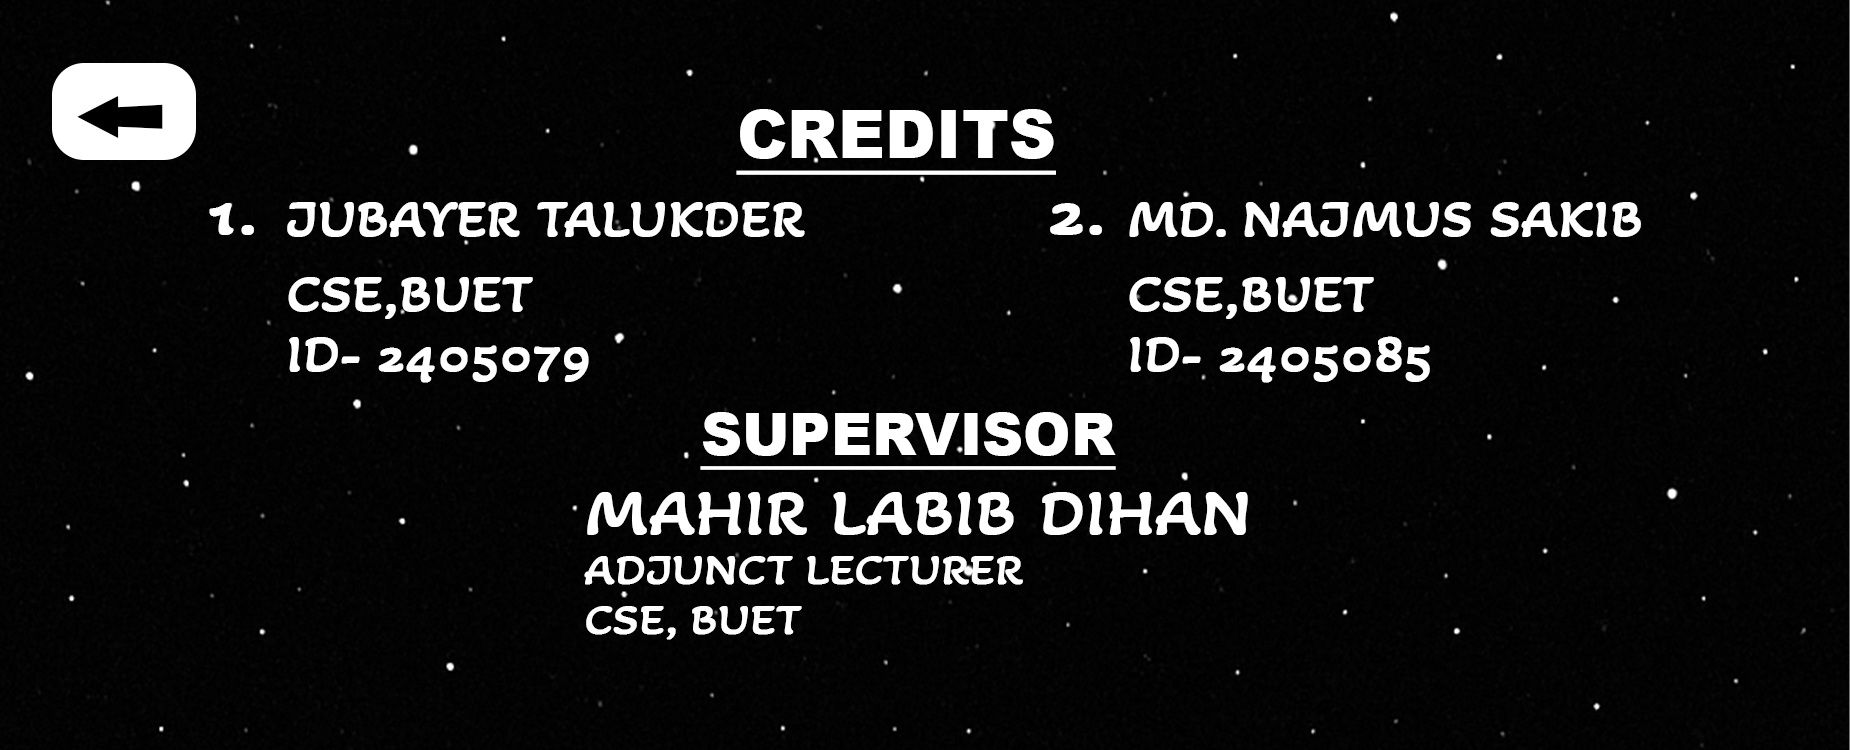 CREDITS
1. JUBAYER TALUKDER
CSE,BUET
ID- 2405079
2. MD. NAJMUS SAKIB
CSE,BUET
ID- 2405085
SUPERVISOR
MAHIR LABIB DIHAN
ADJUNCT LECTURER
CSE, BUET